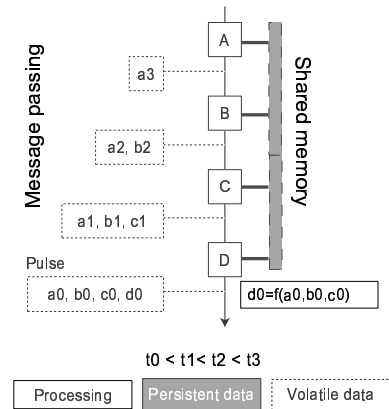 Message passing
A
a3
B
a2, b2
C
a1, b1, c1
D
Pulse
a0, b0, c0, d0
Shared memory
d0=f(a0,b0,c0)
t0 < t1< t2 < t3
Processing
Persistent data
Volatile data